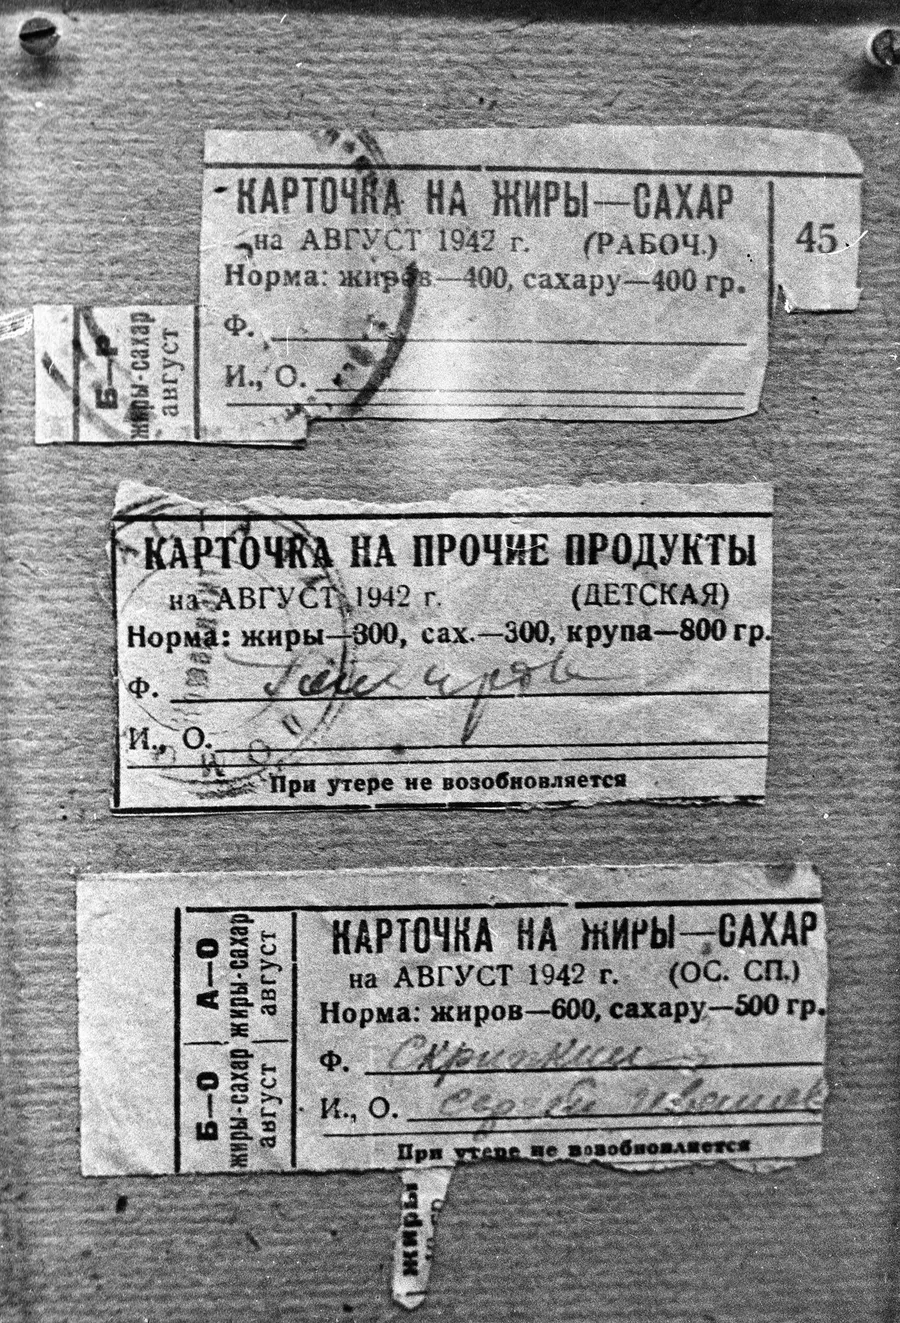 КАРТОЧКА НА ЖИРЫ—САХАР
на АВГУСТ 1942 г. (РАБОЧ.)
45
Норма: жиров—400, сахару—400 гр.
Ф.
И., О.
Б—Р
жиры-сахар
август
КАРТОЧКА НА ПРОЧИЕ ПРОДУКТЫ
на АВГУСТ 1942 г. (ДЕТСКАЯ)
Норма: жиры—300, сах.—300, крупа—800 гр.
Ф.
И., О.
При утере не возобновляется
А—О
жиры-сахар
август
Б—О
жиры-сахар
август
КАРТОЧКА НА ЖИРЫ—САХАР
на АВГУСТ 1942 г. (ОС. СП.)
Норма: жиров—600, сахару—500 гр.
Ф. Скрипкин
И., О. Сергей
При утере не возобновляется
жиры